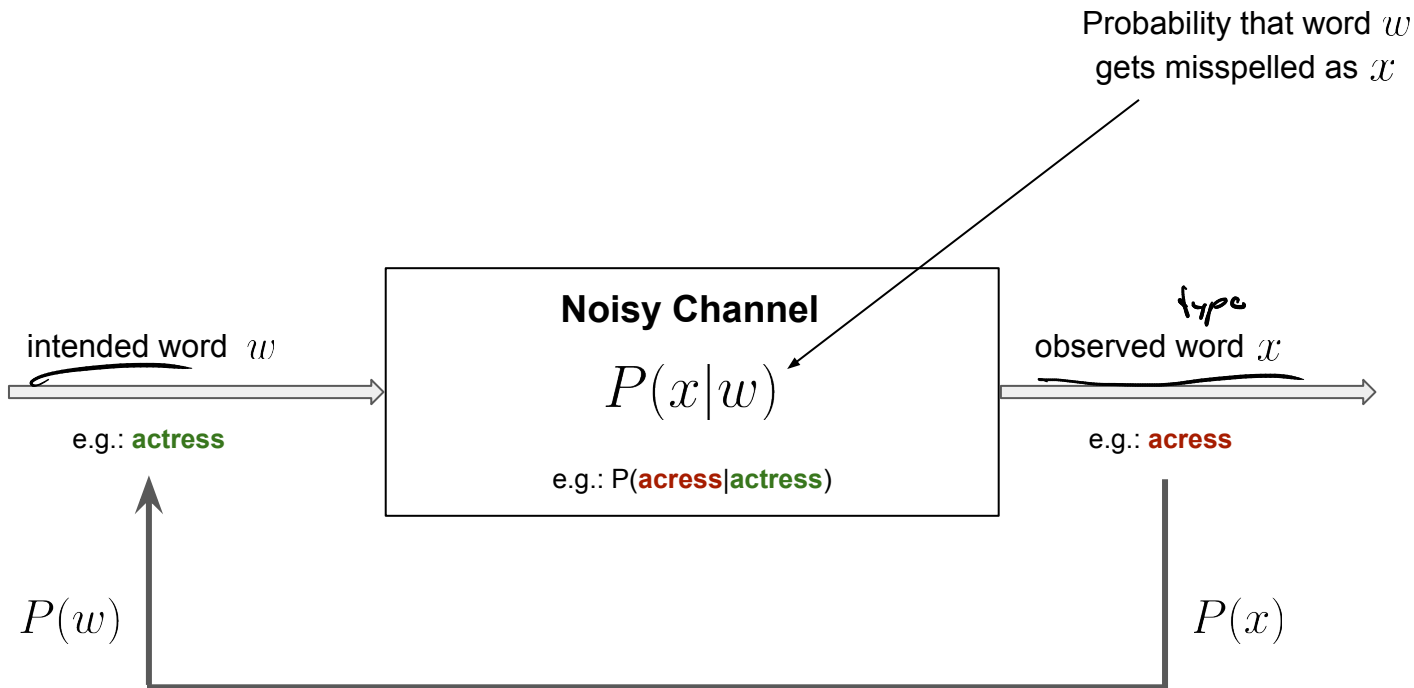 Probability that word w
gets misspelled as x
Noisy Channel
type
intended word w
observed word x
P(x|w)
e.g.: actress
e.g.: acress
e.g.: P(acress|actress)
P(w)
P(x)